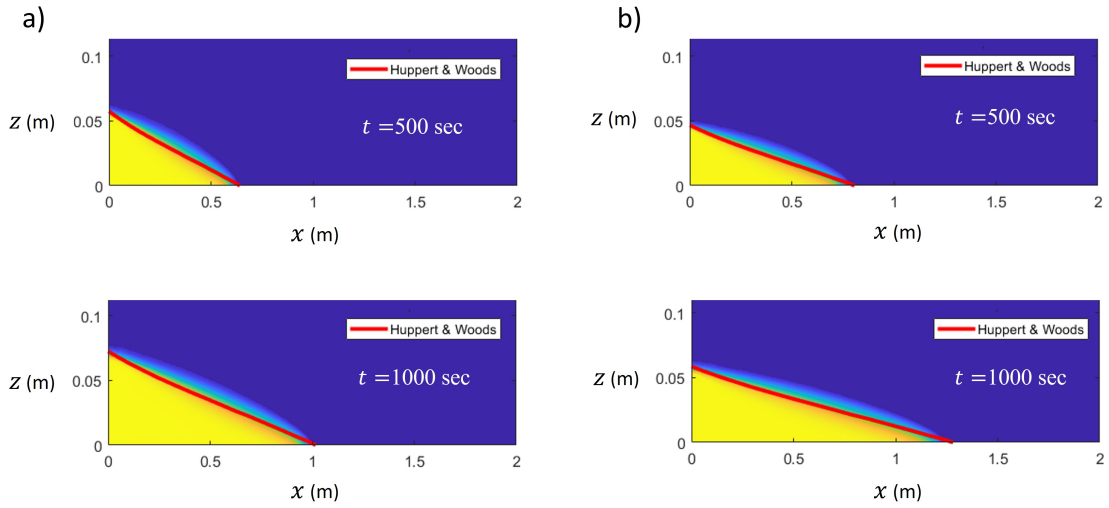 a)
z (m)
0.1
0.05
0
Huppert & Woods
t =500 sec
0 0.5 1 1.5 2
x (m)
z (m)
0.1
0.05
0
Huppert & Woods
t =1000 sec
0 0.5 1 1.5 2
x (m)
b)
z (m)
0.1
0.05
0
Huppert & Woods
t =500 sec
0 0.5 1 1.5 2
x (m)
z (m)
0.1
0.05
0
Huppert & Woods
t =1000 sec
0 0.5 1 1.5 2
x (m)